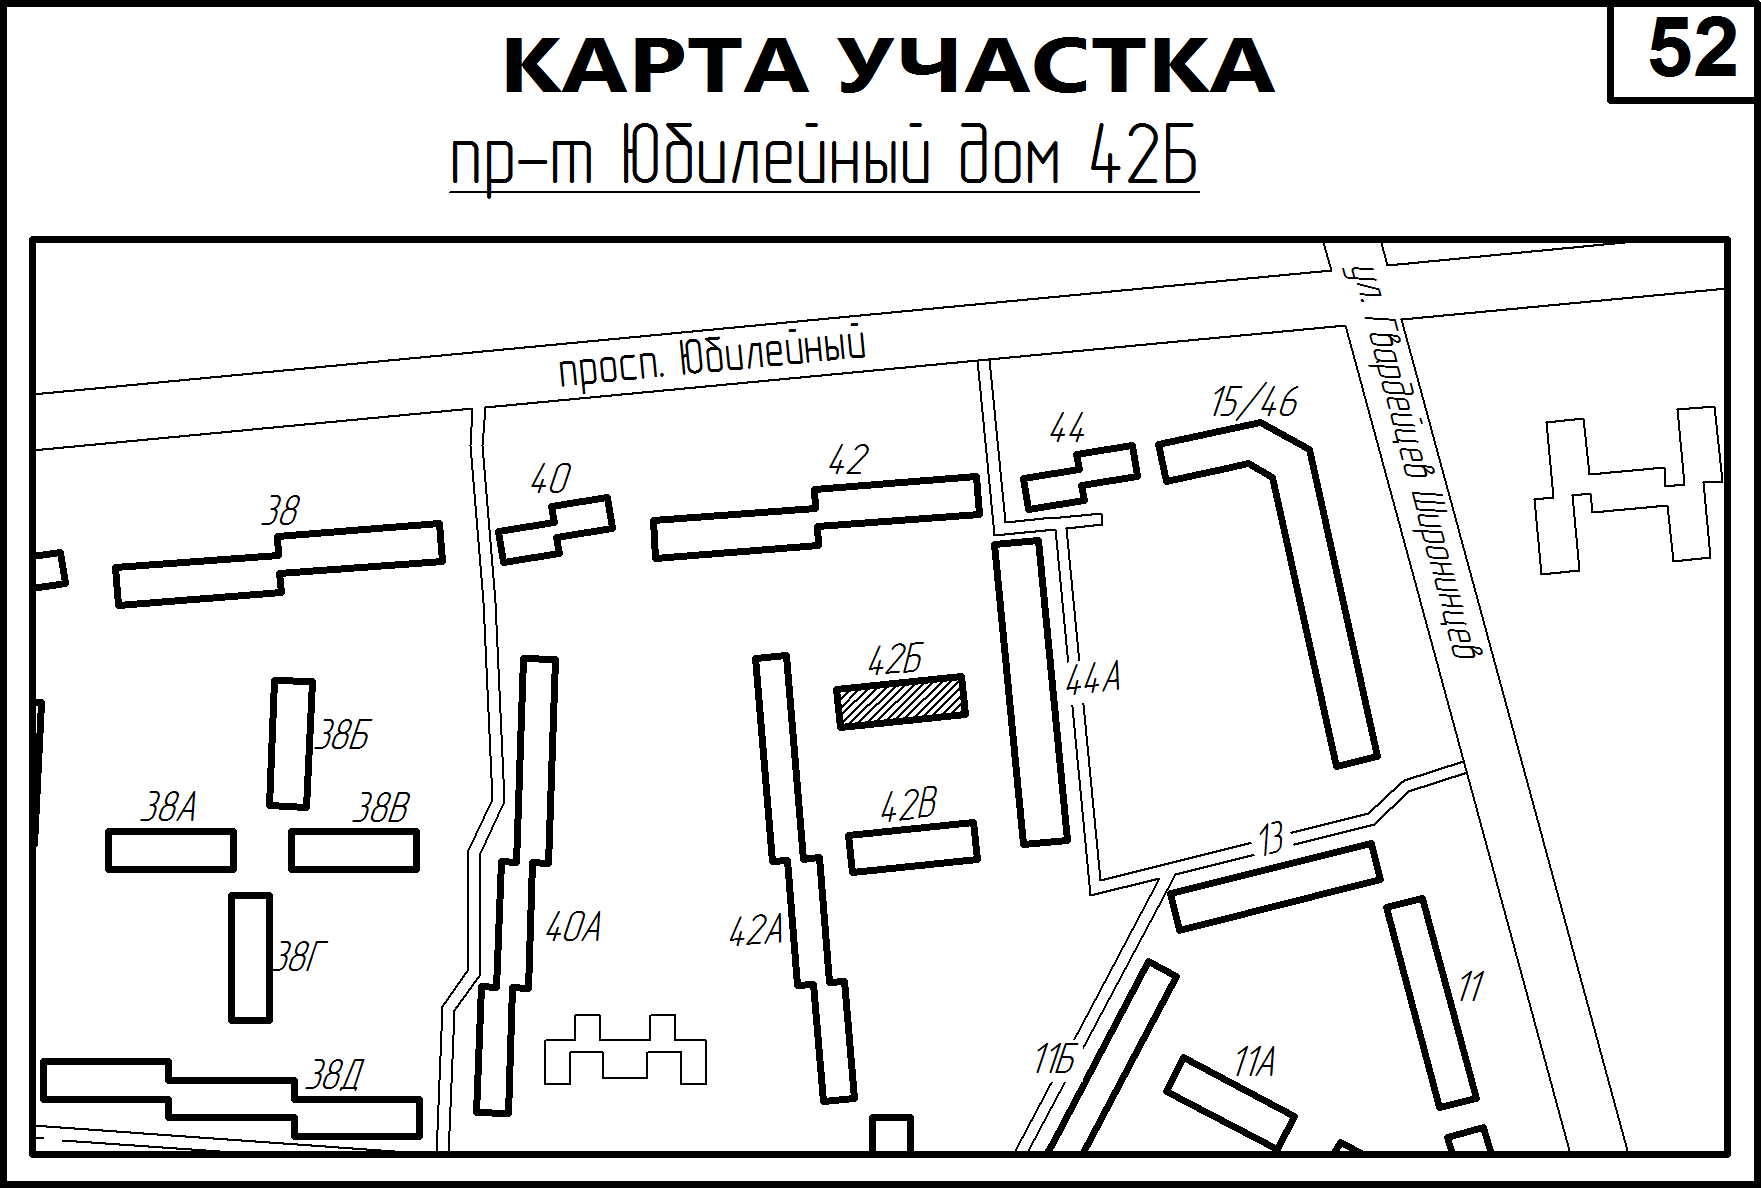 52
КАРТА УЧАСТКА
пр-т Юбилейный дом 42Б
ул. Гвардейцев Широнинцев
просп. Юбилейный
15/46
44
42
40
38
42Б
44А
38Б
38А
38В
42В
13
40А
42А
38Г
11
11Б
11А
38Д